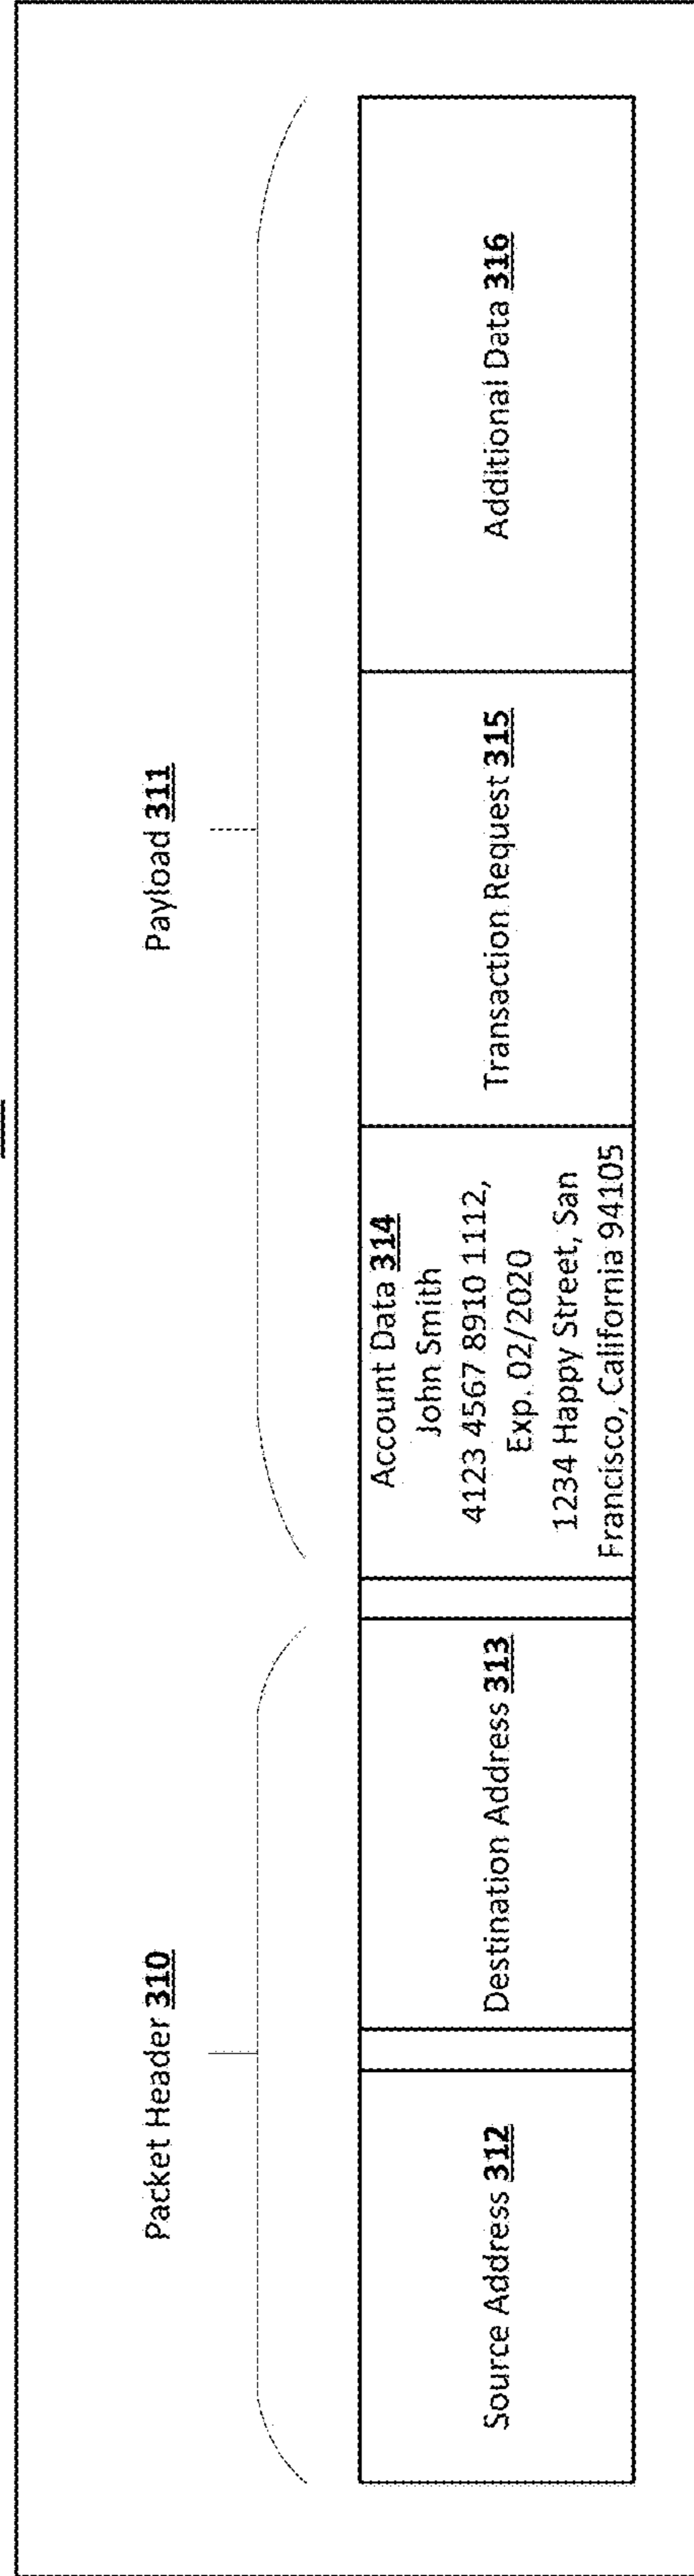 Packet Header 310
Payload 311
Source Address 312
Destination Address 313
Account Data 314
John Smith
4123 4567 8910 1112,
Exp. 02/2020
1234 Happy Street, San
Francisco, California 94105
Transaction Request 315
Additional Data 316